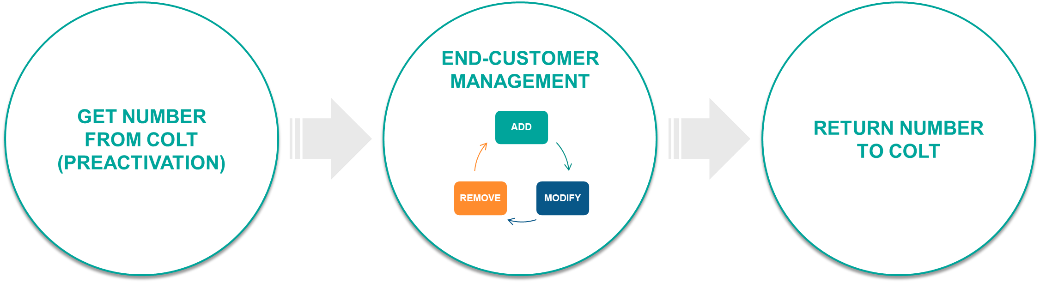 GET NUMBER
FROM COLT
(PREACTIVATION)
END-CUSTOMER
MANAGEMENT
ADD
REMOVE
MODIFY
RETURN NUMBER
TO COLT